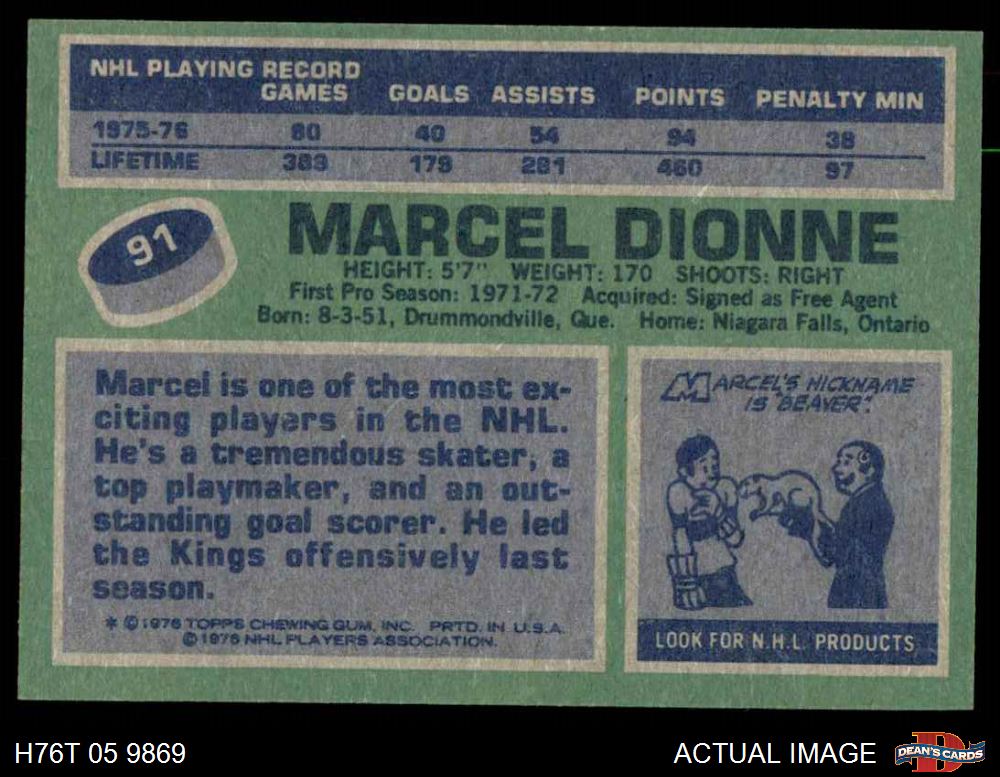 NHL PLAYING RECORD
GAMES GOALS ASSISTS POINTS PENALTY MIN
1975-76 80 40 54 94 38
LIFETIME 383 179 281 460 97
91
MARCEL DIONNE
HEIGHT: 5'7" WEIGHT: 170 SHOOTS: RIGHT
First Pro Season: 1971-72 Acquired: Signed as Free Agent
Born: 8-3-51, Drummondville, Que. Home: Niagara Falls, Ontario
Marcel is one of the most ex-
citing players in the NHL.
He's a tremendous skater, a
top playmaker, and an out-
standing goal scorer. He led
the Kings offensively last
season.
* © 1976 TOPPS CHEWING GUM, INC. PRTD. IN U.S.A.
© 1976 NHL PLAYERS ASSOCIATION.
MARCEL'S NICKNAME
IS "BEAVER".
LOOK FOR N.H.L. PRODUCTS
H76T 05 9869
ACTUAL IMAGE
D
DEAN'S CARDS